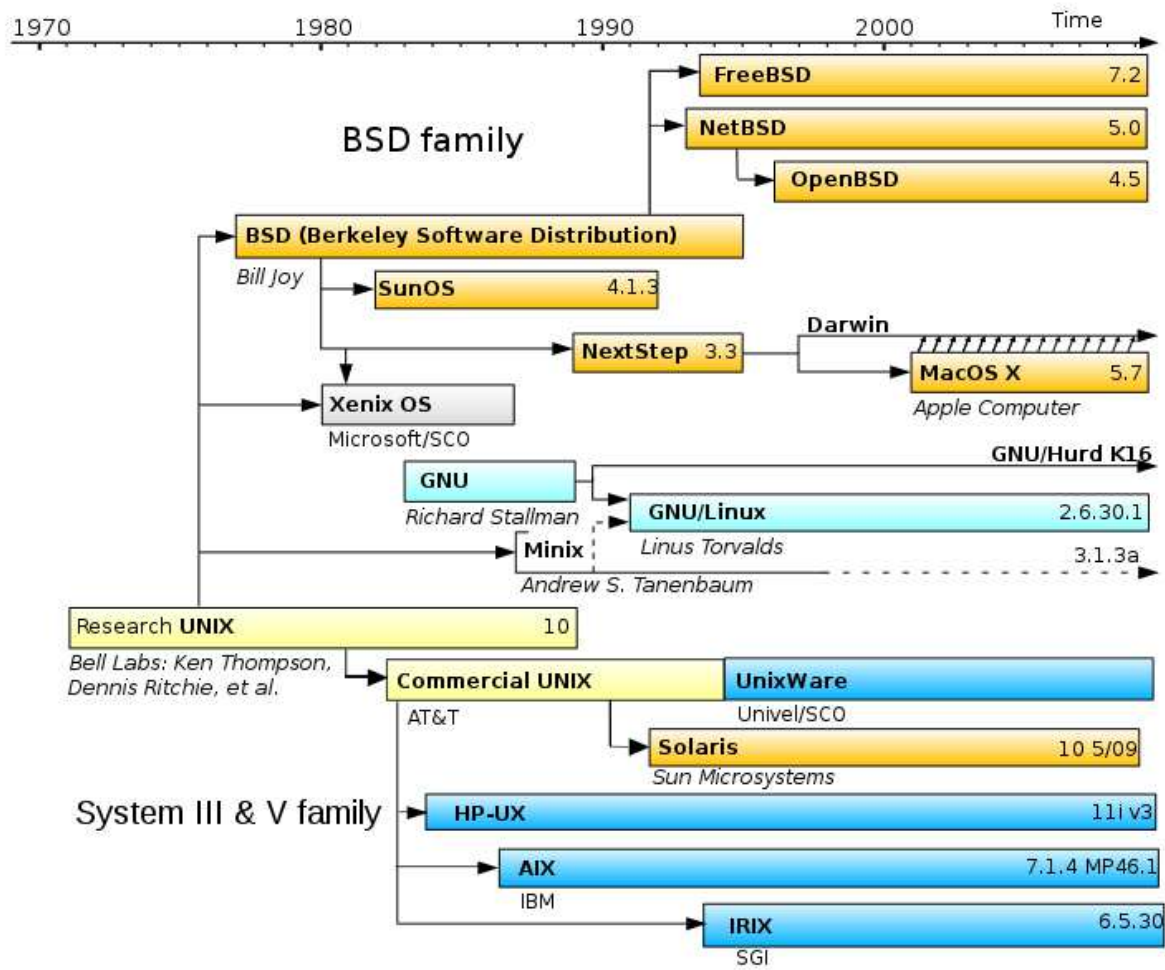 1970 1980 1990 2000 Time
FreeBSD 7.2
NetBSD 5.0
BSD family
OpenBSD 4.5
BSD (Berkeley Software Distribution)
Bill Joy
SunOS 4.1.3
Darwin
NextStep 3.3
MacOS X 5.7
Apple Computer
Xenix OS
Microsoft/SCO
GNU/Hurd K16
GNU
Richard Stallman
GNU/Linux 2.6.30.1
Linus Torvalds
Minix 3.1.3a
Andrew S. Tanenbaum
Research UNIX 10
Bell Labs: Ken Thompson,
Dennis Ritchie, et al.
Commercial UNIX UnixWare
AT&T Univel/SCO
Solaris 10 5/09
Sun Microsystems
System III & V family
HP-UX 11i v3
AIX 7.1.4 MP46.1
IBM
IRIX 6.5.30
SGI